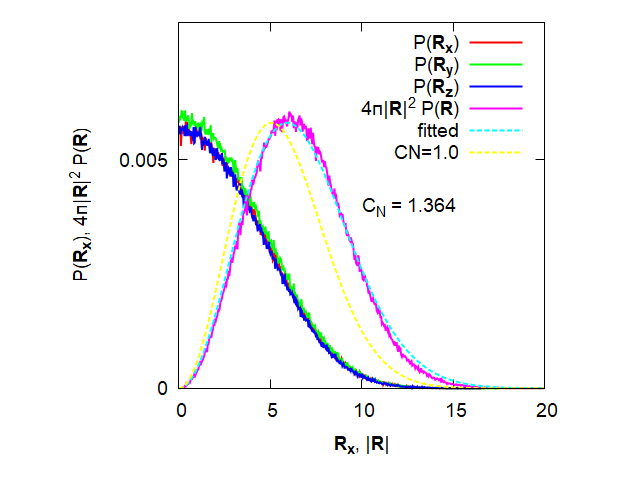 P(Rx)
P(Ry)
P(Rz)
4π|R|² P(R)
fitted
CN=1.0
0.005
CN = 1.364
0
0 5 10 15 20
P(Rx), 4π|R|² P(R)
Rx, |R|